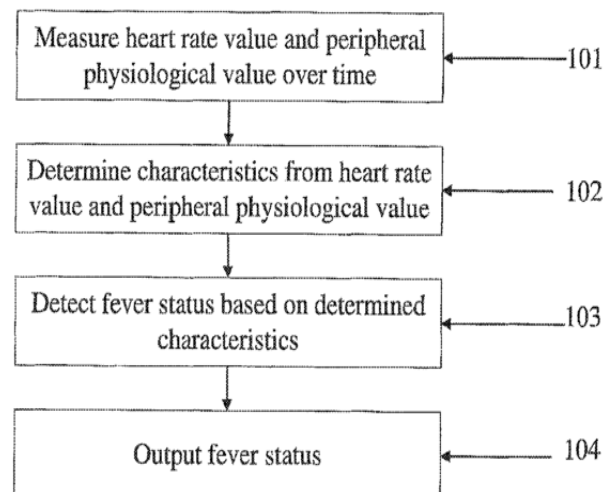 Measure heart rate value and peripheral
physiological value over time
101
Determine characteristics from heart rate
value and peripheral physiological value
102
Detect fever status based on determined
characteristics
103
Output fever status
104